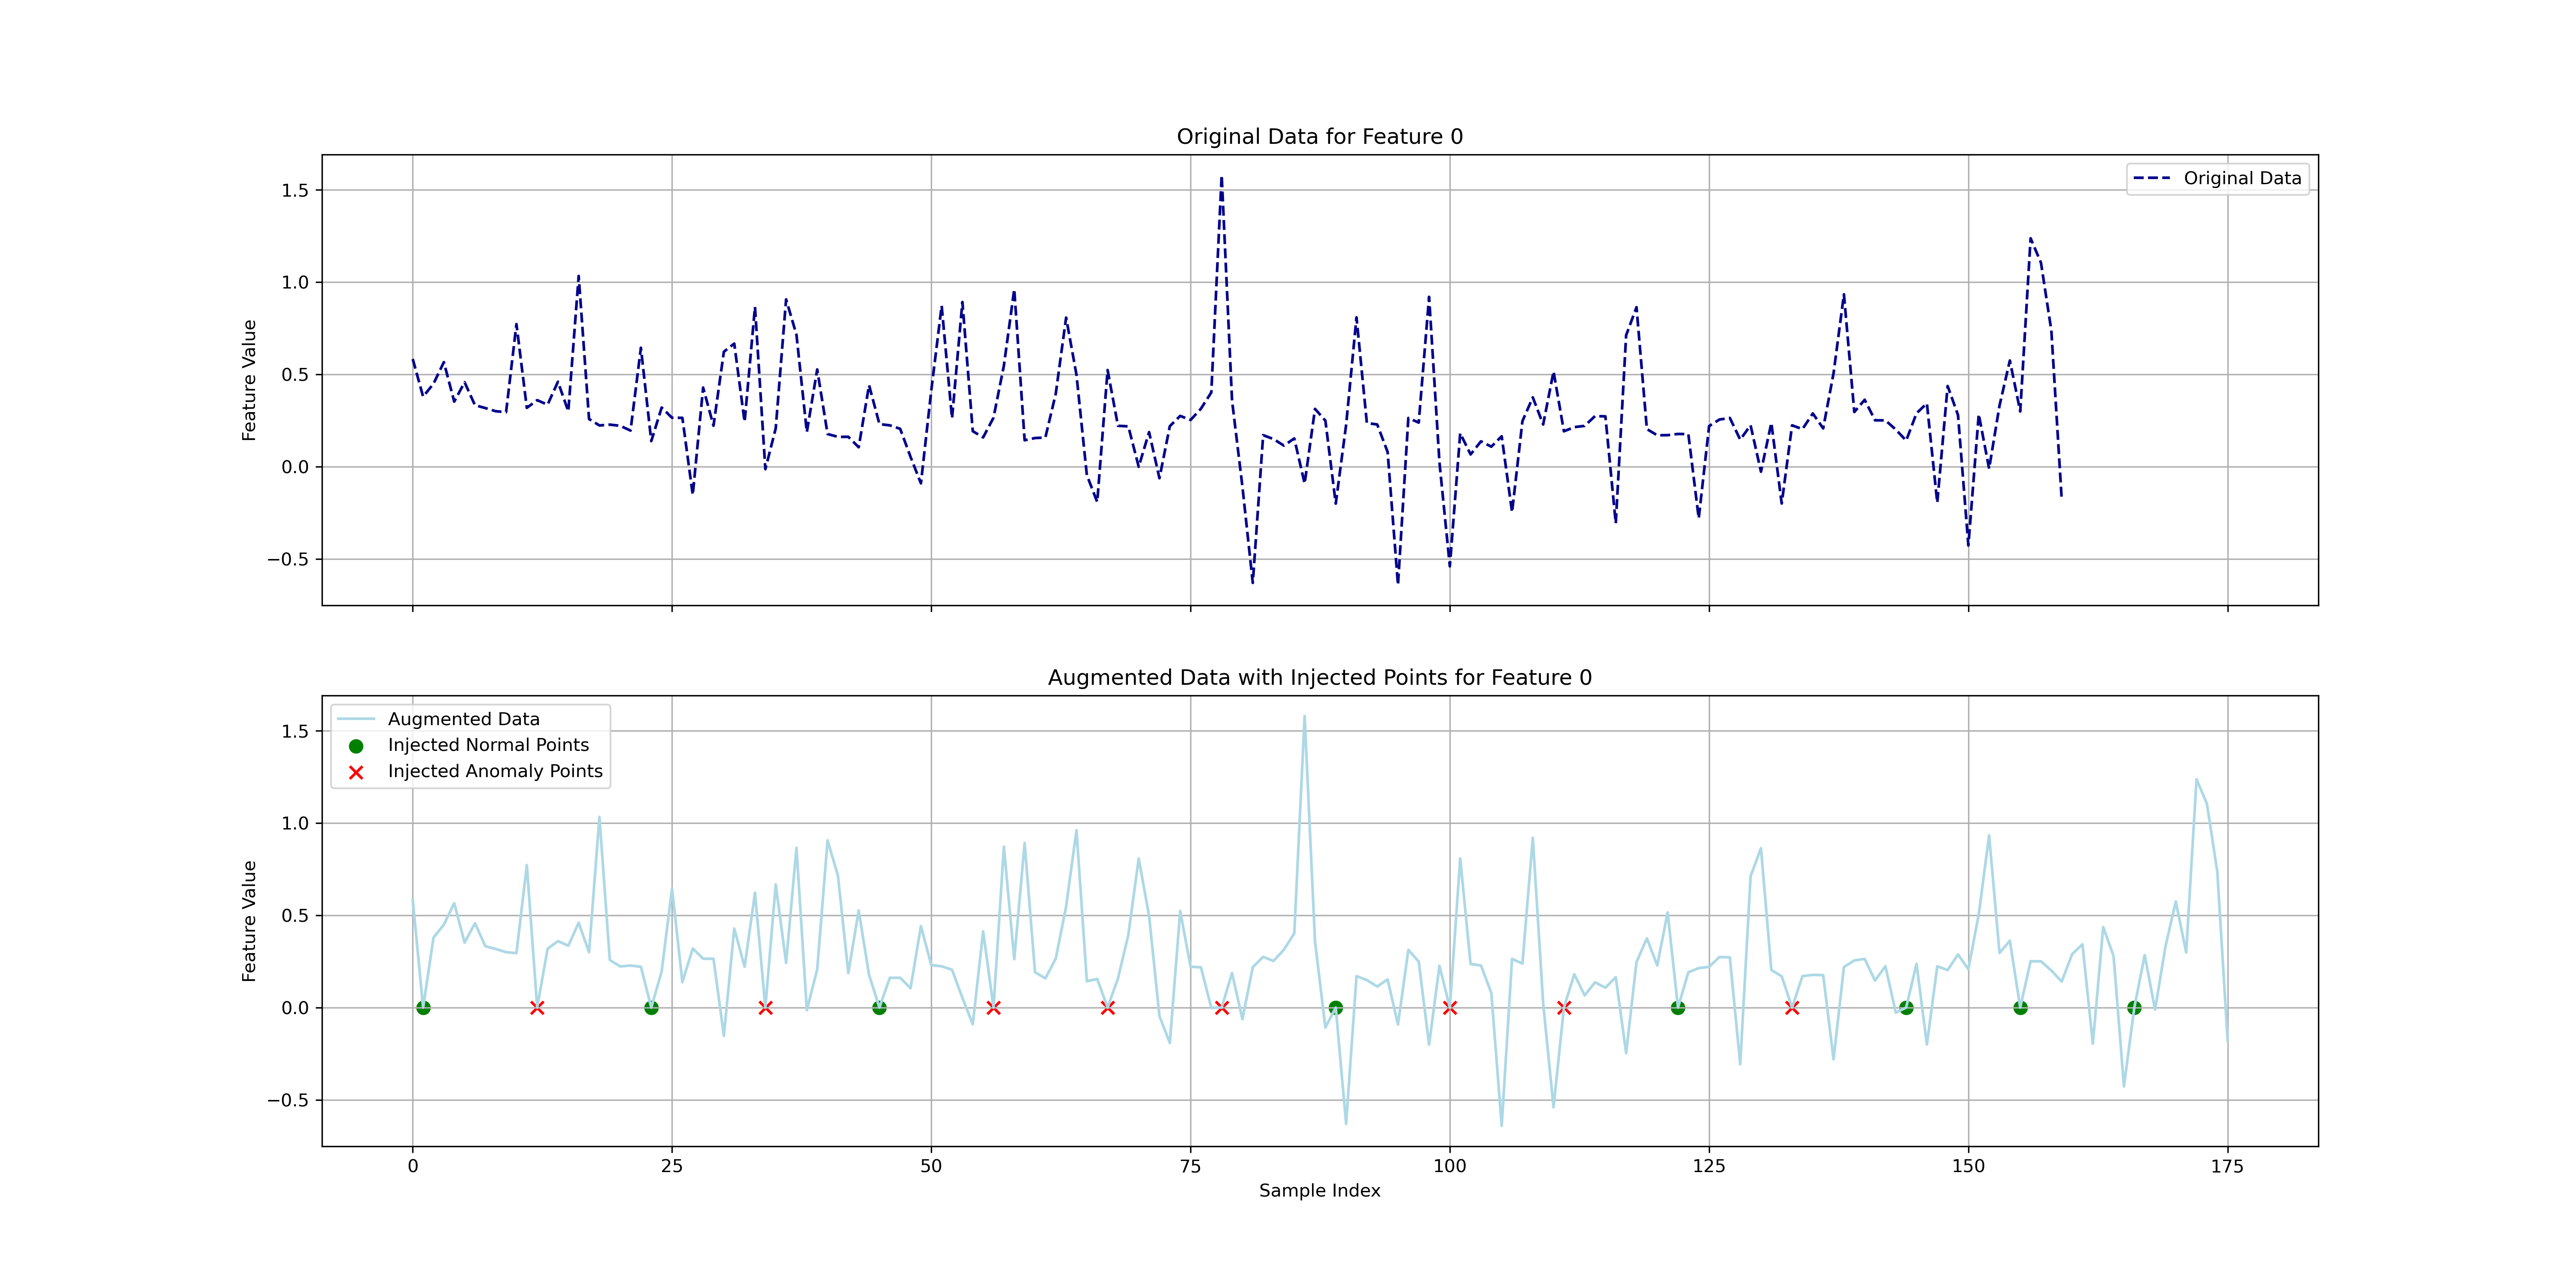 Original Data for Feature 0
Original Data
1.5
1.0
0.5
0.0
−0.5
Feature Value
Augmented Data with Injected Points for Feature 0
Augmented Data
Injected Normal Points
Injected Anomaly Points
1.5
1.0
0.5
0.0
−0.5
Feature Value
0 25 50 75 100 125 150 175
Sample Index